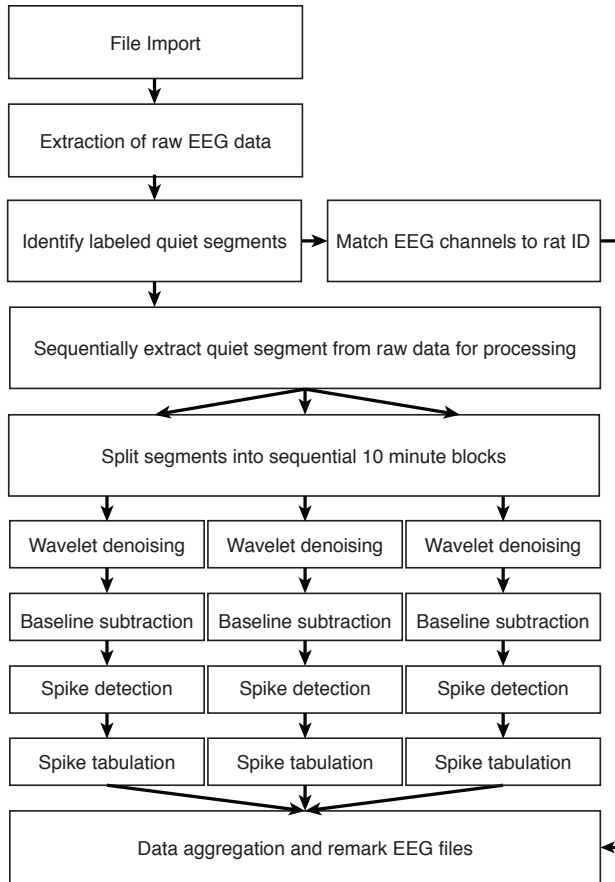 File Import
Extraction of raw EEG data
Identify labeled quiet segments
Match EEG channels to rat ID
Sequentially extract quiet segment from raw data for processing
Split segments into sequential 10 minute blocks
Wavelet denoising
Wavelet denoising
Wavelet denoising
Baseline subtraction
Baseline subtraction
Baseline subtraction
Spike detection
Spike detection
Spike detection
Spike tabulation
Spike tabulation
Spike tabulation
Data aggregation and remark EEG files